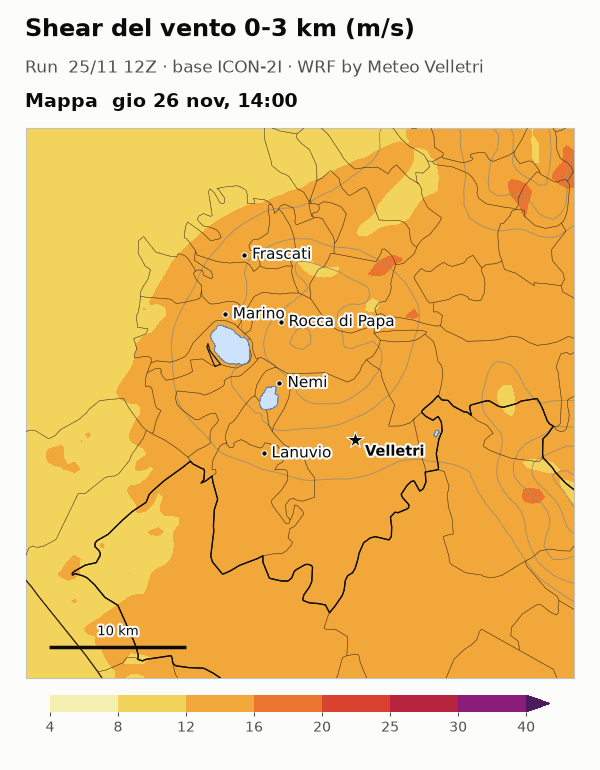 Shear del vento 0-3 km (m/s)
Run  25/11 12Z · base ICON-2I · WRF by Meteo Velletri
Mappa  gio 26 nov, 14:00
Frascati
Marino
Rocca di Papa
Nemi
Velletri
Lanuvio
10 km
4 8 12 16 20 25 30 40